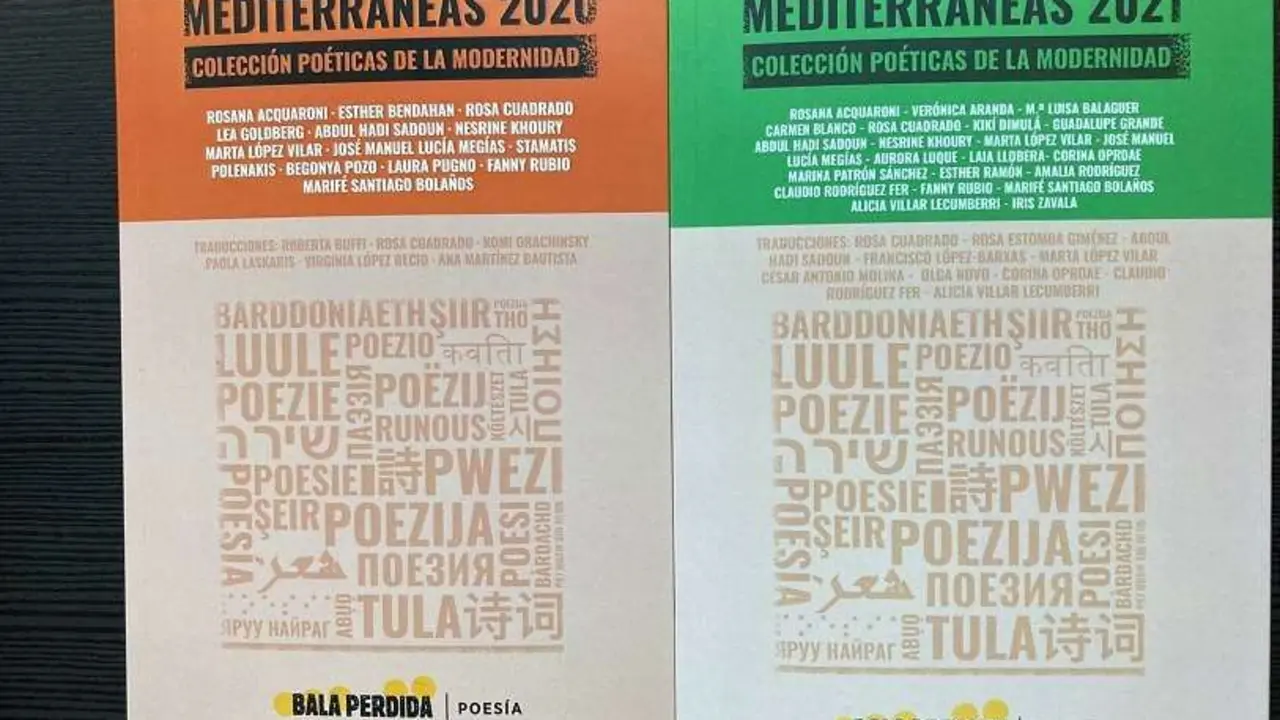 MEDITERRÁNEAS 2020
COLECCIÓN POÉTICAS DE LA MODERNIDAD
ROSANA ACQUARONI · ESTHER BENDAHAN · ROSA CUADRADO
LEA GOLDBERG · ABDUL HADI SADOUN · NESRINE KHOURY
MARTA LÓPEZ VILAR · JOSÉ MANUEL LUCÍA MEGÍAS · STAMATIS
POLENAKIS · BEGONYA POZO · LAURA PUGNO · FANNY RUBIO
MARIFÉ SANTIAGO BOLAÑOS
TRADUCCIONES: ROBERTA BUFFI · ROSA CUADRADO · NOMI GRACHINSKY
PAOLA LASKARIS · VIRGINIA LÓPEZ RECIO · ANA MARTÍNEZ BAUTISTA
BARDDONIAETH ŞIIR
POEZIJA
THO
ΠΟΙΗΣΗ
LUULE POEZIO कविता
POEZIE ПАЭЗІЯ POËZIJ
KÖLTÉSZET
TULA
시
שירה RUNOUS
POESIA
POESIE 詩 PWEZI
ŞEIR POEZIJA
POESI
BÀRDACHD
شعر ПОЕЗИЯ
ЯРУУ НАЙРАГ ABỤỌ TULA 诗词
BALA PERDIDA | POESÍA
MEDITERRÁNEAS 2021
COLECCIÓN POÉTICAS DE LA MODERNIDAD
ROSANA ACQUARONI - VERÓNICA ARANDA - M.ª LUISA BALAGUER
CARMEN BLANCO - ROSA CUADRADO - KIKÍ DIMULÁ - GUADALUPE GRANDE
ABDUL HADI SADOUN - NESRINE KHOURY - MARTA LÓPEZ VILAR - JOSÉ MANUEL
LUCÍA MEGÍAS - AURORA LUQUE - LAIA LLOBERA- CORINA OPROAE
MARINA PATRÓN SÁNCHEZ - ESTHER RAMÓN - AMALIA RODRÍGUEZ
CLAUDIO RODRÍGUEZ FER - FANNY RUBIO - MARIFÉ SANTIAGO BOLAÑOS
ALICIA VILLAR LECUMBERRI - IRIS ZAVALA
TRADUCCIONES: ROSA CUADRADO - ROSA ESTOMBA GIMÉNEZ - ABDUL
HADI SADOUN - FRANCISCO LÓPEZ-BARXAS - MARTA LÓPEZ VILAR
CÉSAR ANTONIO MOLINA - OLGA NOVO - CORINA OPROAE - CLAUDIO
RODRÍGUEZ FER - ALICIA VILLAR LECUMBERRI
BARDDONIAETH ŞIIR
POEZIJA
THO
ΠΟΙΗΣΗ
LUULE POEZIO कविता
POEZIE ПАЭЗІЯ POËZIJ
KÖLTÉSZET
TULA
시
שירה RUNOUS
POESIA
POESIE 詩 PWEZI
ŞEIR POEZIJA
POESI
BÀRDACHD
شعر ПОЕЗИЯ
ЯРУУ НАЙРАГ ABỤỌ TULA 诗词